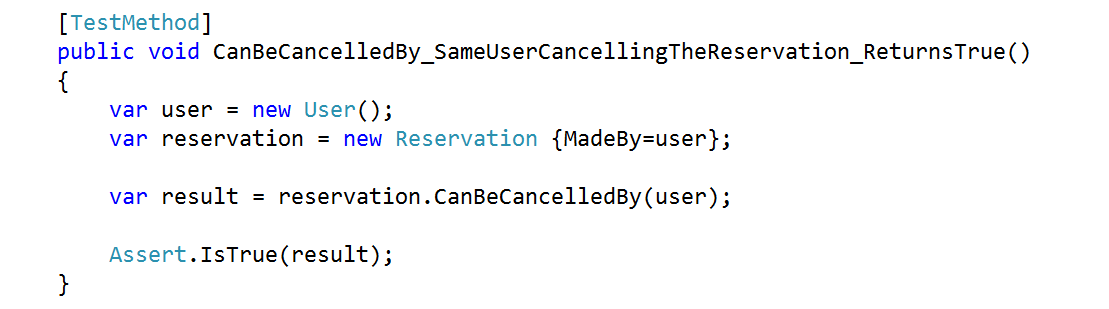 [TestMethod]
public void CanBeCancelledBy_SameUserCancellingTheReservation_ReturnsTrue()
{
    var user = new User();
    var reservation = new Reservation {MadeBy=user};

    var result = reservation.CanBeCancelledBy(user);

    Assert.IsTrue(result);
}